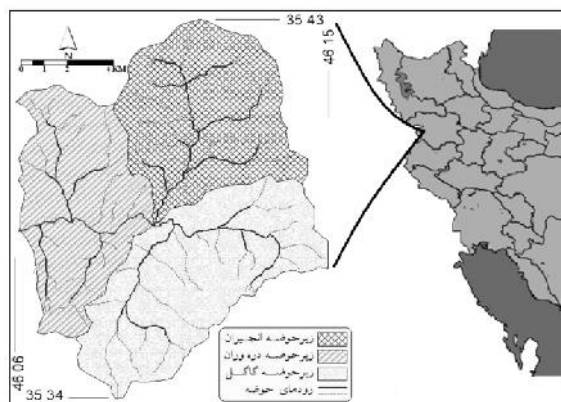 35 43
46 15
N
0 1 2 4 KM
زیرحوضه انجیران
زیرحوضه دره وران
زیرحوضه گاگل
رودهای حوضه
46 06
35 34